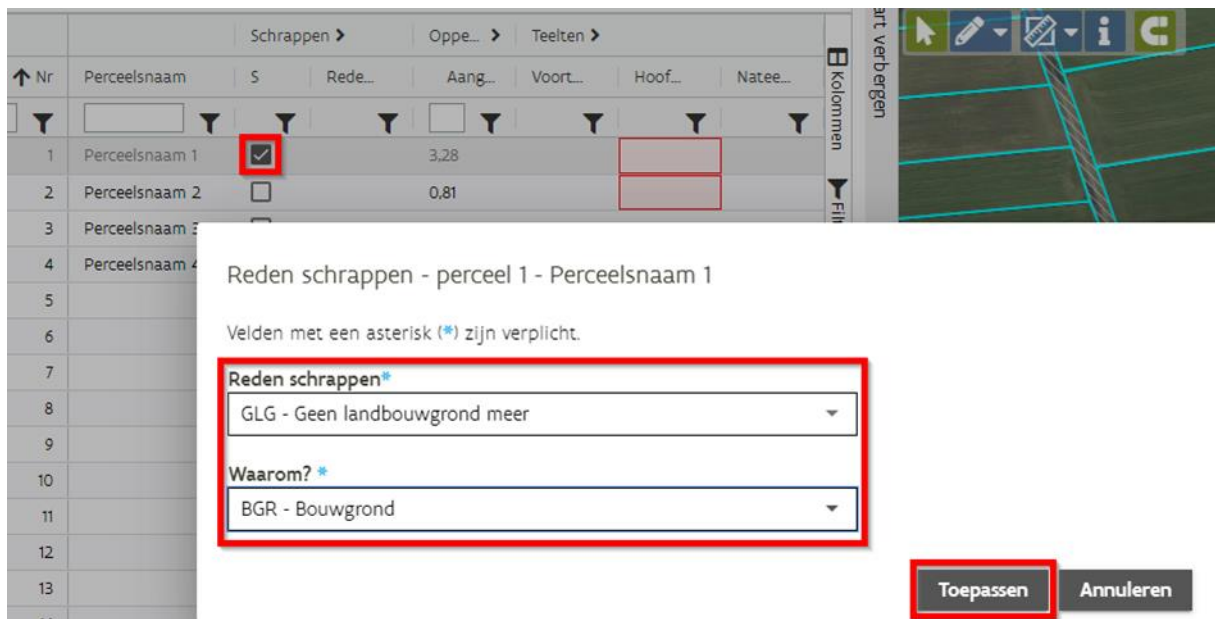 Schrappen > Oppe... > Teelten >
Nr Perceelsnaam S Rede... Aang... Voort... Hoof... Natee...
1 Perceelsnaam 1 3,28
2 Perceelsnaam 2 0,81
3 Perceelsnaam
4 Perceelsnaam
5
6
7
8
9
10
11
12
13
Kolommen
Filt
art verbergen
Reden schrappen - perceel 1 - Perceelsnaam 1
Velden met een asterisk (*) zijn verplicht.
Reden schrappen*
GLG - Geen landbouwgrond meer
Waarom? *
BGR - Bouwgrond
Toepassen Annuleren